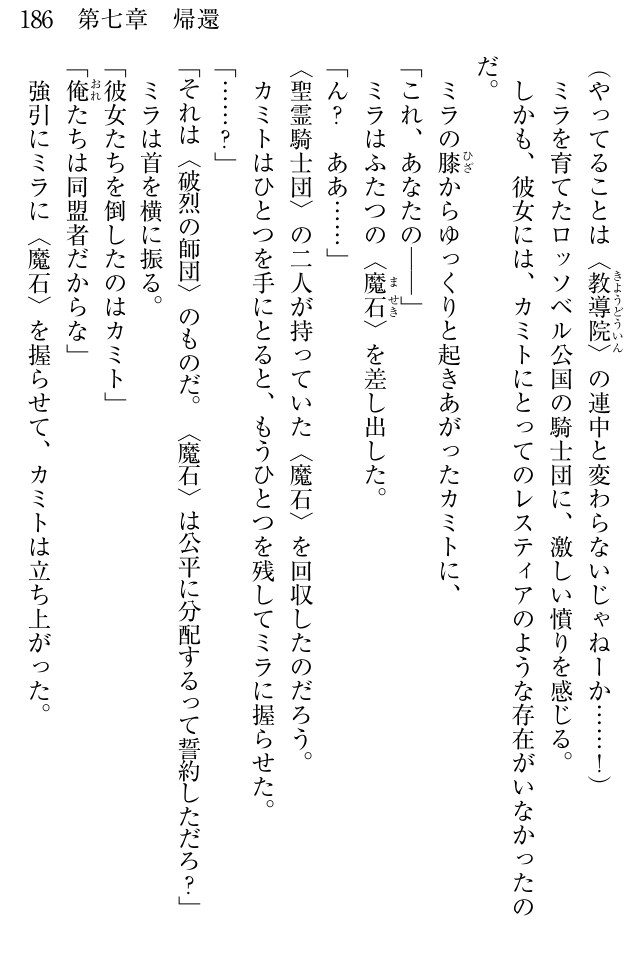 186 第七章 帰還
(やってることは〈教導院〉の連中と変わらないじゃねーか……!)
きょうどういん
ミラを育てたロッソベル公国の騎士団に、激しい憤りを感じる。
しかも、彼女には、カミトにとってのレスティアのような存在がいなかったの
だ。
ミラの膝からゆっくりと起きあがったカミトに、
ひざ
「これ、あなたの――」
ミラはふたつの〈魔石〉を差し出した。
ませき
「ん? ああ……」
〈聖霊騎士団〉の二人が持っていた〈魔石〉を回収したのだろう。
カミトはひとつを手にとると、もうひとつを残してミラに握らせた。
「……?」
「それは〈破烈の師団〉のものだ。〈魔石〉は公平に分配するって誓約しただろ?」
ミラは首を横に振る。
「彼女たちを倒したのはカミト」
「俺たちは同盟者だからな」
おれ
強引にミラに〈魔石〉を握らせて、カミトは立ち上がった。